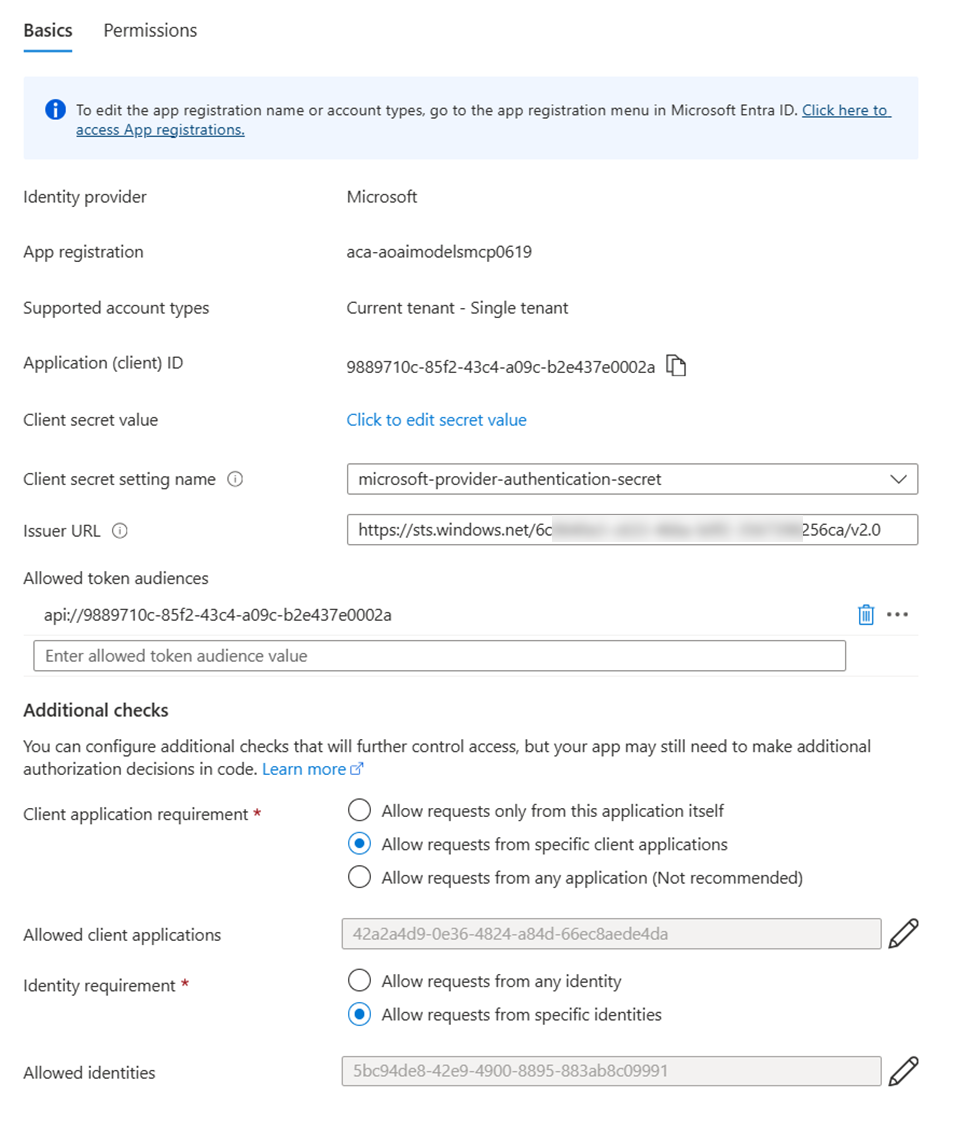 Basics Permissions
To edit the app registration name or account types, go to the app registration menu in Microsoft Entra ID. Click here to
access App registrations.
Identity provider Microsoft
App registration aca-aoaimodelsmcp0619
Supported account types Current tenant - Single tenant
Application (client) ID 9889710c-85f2-43c4-a09c-b2e437e0002a
Client secret value Click to edit secret value
Client secret setting name microsoft-provider-authentication-secret
Issuer URL https://sts.windows.net/6c 256ca/v2.0
Allowed token audiences
api://9889710c-85f2-43c4-a09c-b2e437e0002a
Enter allowed token audience value
Additional checks
You can configure additional checks that will further control access, but your app may still need to make additional
authorization decisions in code. Learn more
Client application requirement * Allow requests only from this application itself
Allow requests from specific client applications
Allow requests from any application (Not recommended)
Allowed client applications 42a2a4d9-0e36-4824-a84d-66ec8aede4da
Identity requirement * Allow requests from any identity
Allow requests from specific identities
Allowed identities 5bc94de8-42e9-4900-8895-883ab8c09991